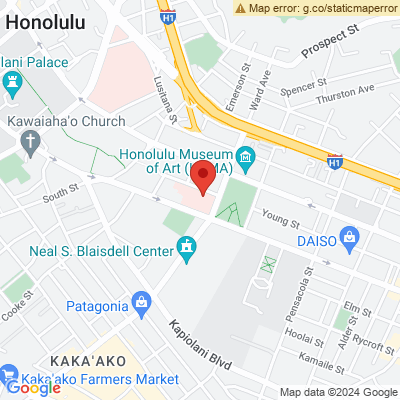 Map error: g.co/staticmaperror
Honolulu
H1
Prospect St
lani Palace
Lusitana St
Emerson St
Ward Ave
Spencer St
Thurston Ave
Kawaiaha'o Church
Honolulu Museum
of Art (
MA)
H1
South St
Young St
DAISO
Neal S. Blaisdell Center
Pensacola St
Cooke St
Patagonia
Elm St
Alder St
Hoolai St
Rycroft St
Kapiolani Blvd
Kamaile St
KAKA'AKO
Kaka'ako Farmers Market
Google
Map data ©2024 Google